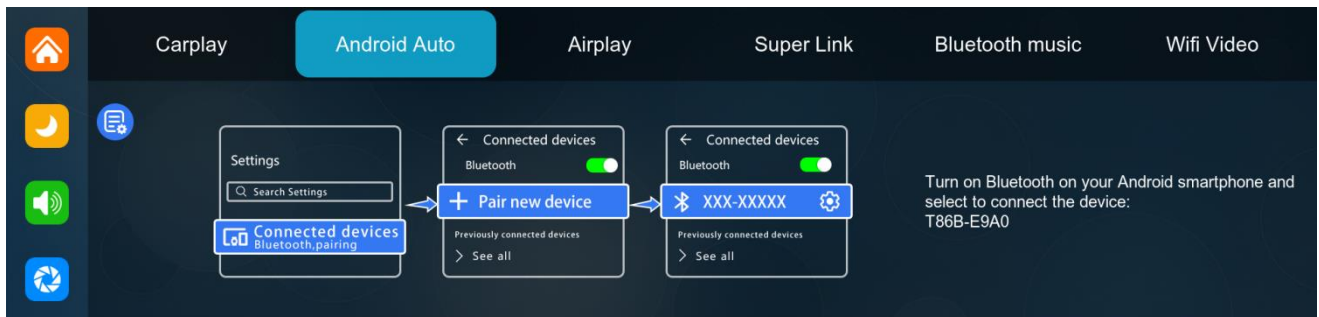 Carplay
Android Auto
Airplay
Super Link
Bluetooth music
Wifi Video
Settings
Search Settings
Connected devices
Bluetooth,pairing
Connected devices
Bluetooth
Pair new device
Previously connected devices
See all
Connected devices
Bluetooth
XXX-XXXXX
Previously connected devices
See all
Turn on Bluetooth on your Android smartphone and
select to connect the device:
T86B-E9A0